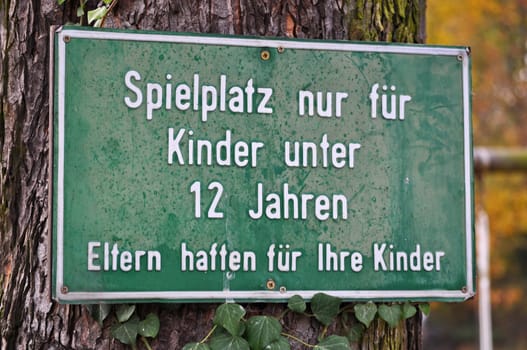 Spielplatz nur für
Kinder unter
12 Jahren
Eltern haften für Ihre Kinder